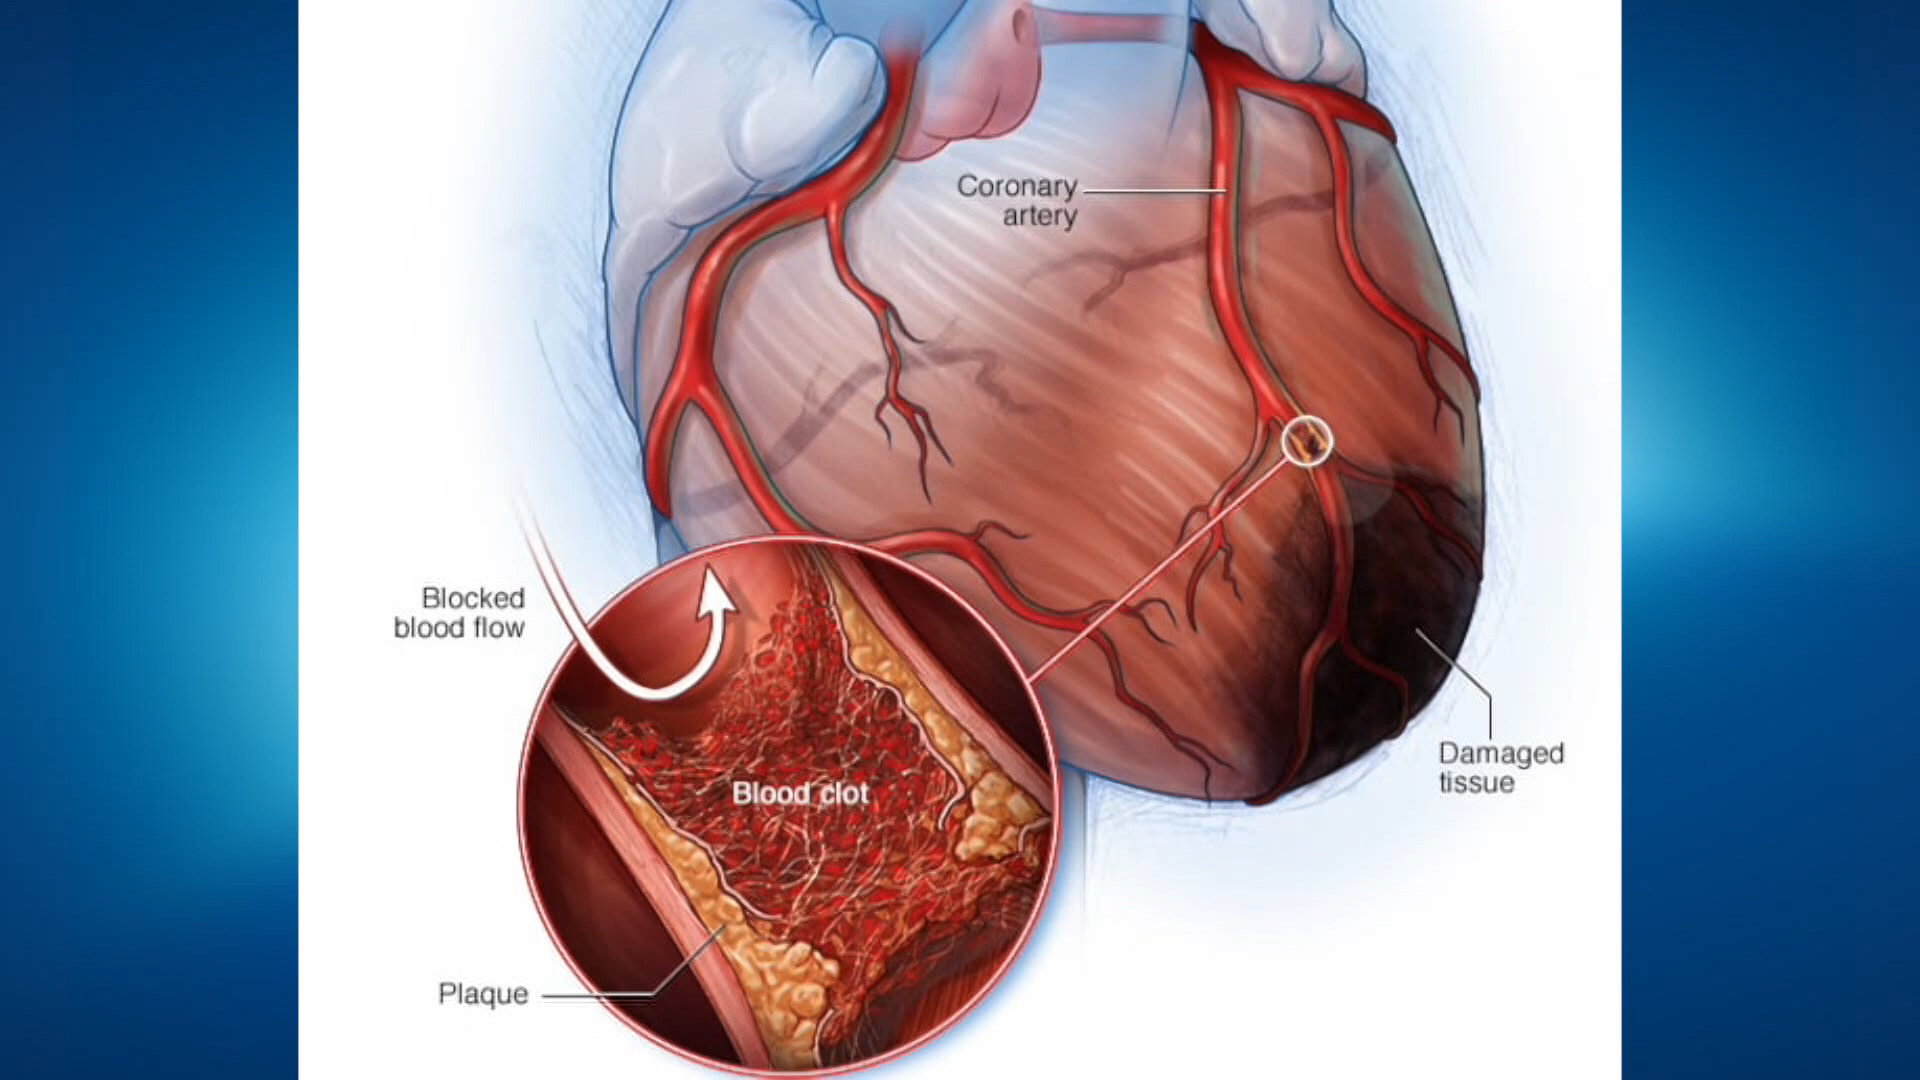 Coronary
artery
Blocked
blood flow
Blood clot
Damaged
tissue
Plaque